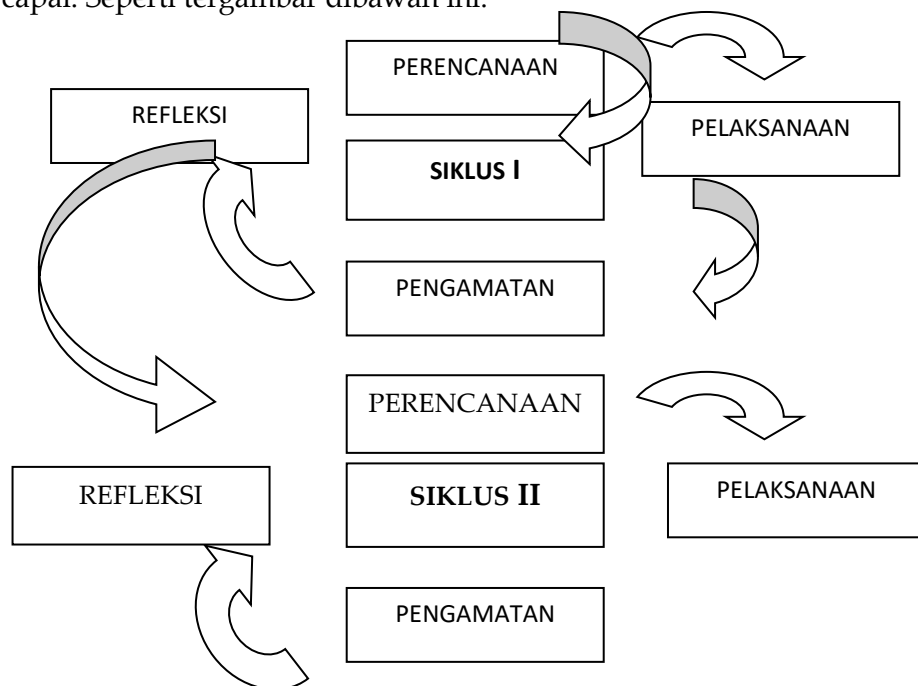 capai. Seperti tergambar dibawah ini:
PERENCANAAN
REFLEKSI
PELAKSANAAN
SIKLUS I
PENGAMATAN
PERENCANAAN
REFLEKSI
SIKLUS II
PELAKSANAAN
PENGAMATAN